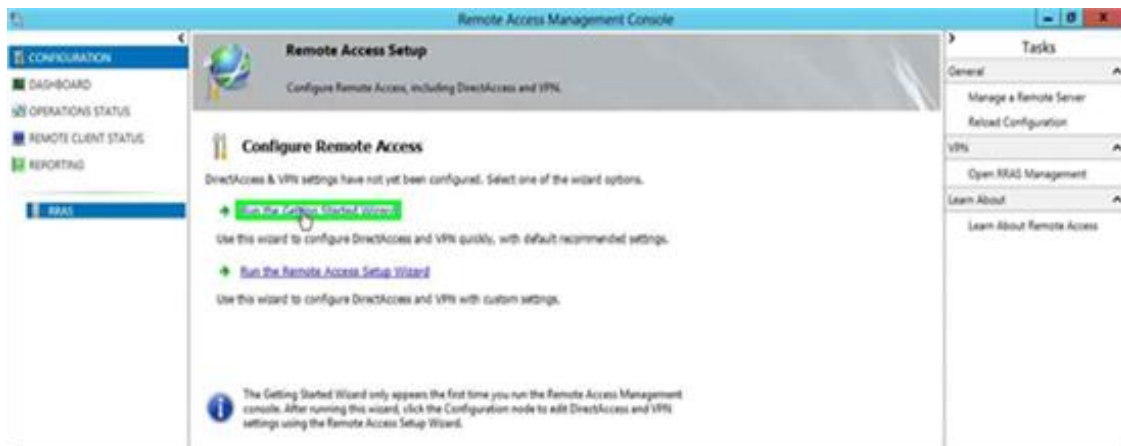 Remote Access Management Console
CONFIGURATION
DASHBOARD
OPERATIONS STATUS
REMOTE CLIENT STATUS
REPORTING
RRAS
Remote Access Setup
Configure Remote Access, including DirectAccess and VPN.
Configure Remote Access
DirectAccess & VPN settings have not yet been configured. Select one of the wizard options.
Run the Getting Started Wizard
Use this wizard to configure DirectAccess and VPN quickly, with default recommended settings.
Run the Remote Access Setup Wizard
Use this wizard to configure DirectAccess and VPN with custom settings.
The Getting Started Wizard only appears the first time you run the Remote Access Management
console. After running this wizard, click the Configuration node to edit DirectAccess and VPN
settings using the Remote Access Setup Wizard.
Tasks
General
Manage a Remote Server
Reload Configuration
VPN
Open RRAS Management
Learn About
Learn About Remote Access